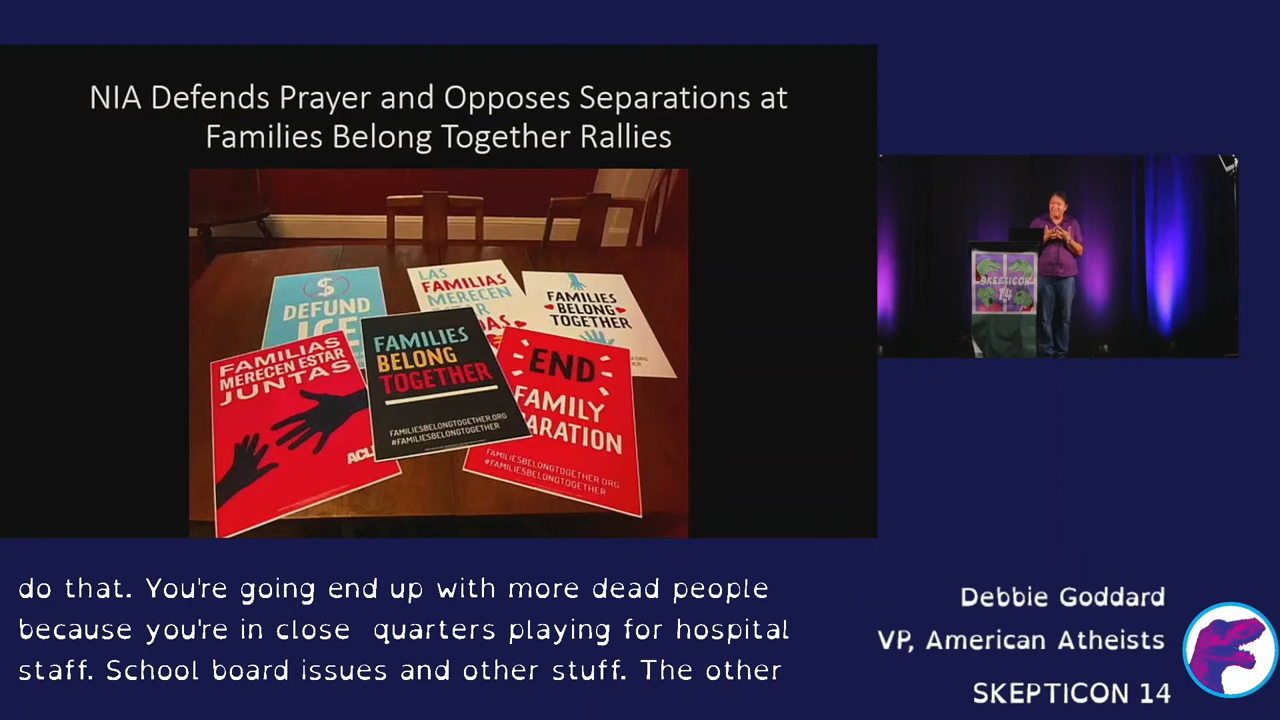 NIA Defends Prayer and Opposes Separations at
Families Belong Together Rallies
$
DEFUND
ICE
LAS
FAMILIAS
MERECEN
FAMILIES
BELONG
TOGETHER
FAMILIAS
MERECEN ESTAR
JUNTAS
ACL
FAMILIES
BELONG
TOGETHER
FAMILIESBELONGTOGETHER.ORG
#FAMILIESBELONGTOGETHER
END
FAMILY
ARATION
FAMILIESBELONGTOGETHER.ORG
#FAMILIESBELONGTOGETHER
SKEPTICON
14
do that. You're going end up with more dead people
because you're in close quarters playing for hospital
staff. School board issues and other stuff. The other
Debbie Goddard
VP, American Atheists
SKEPTICON 14